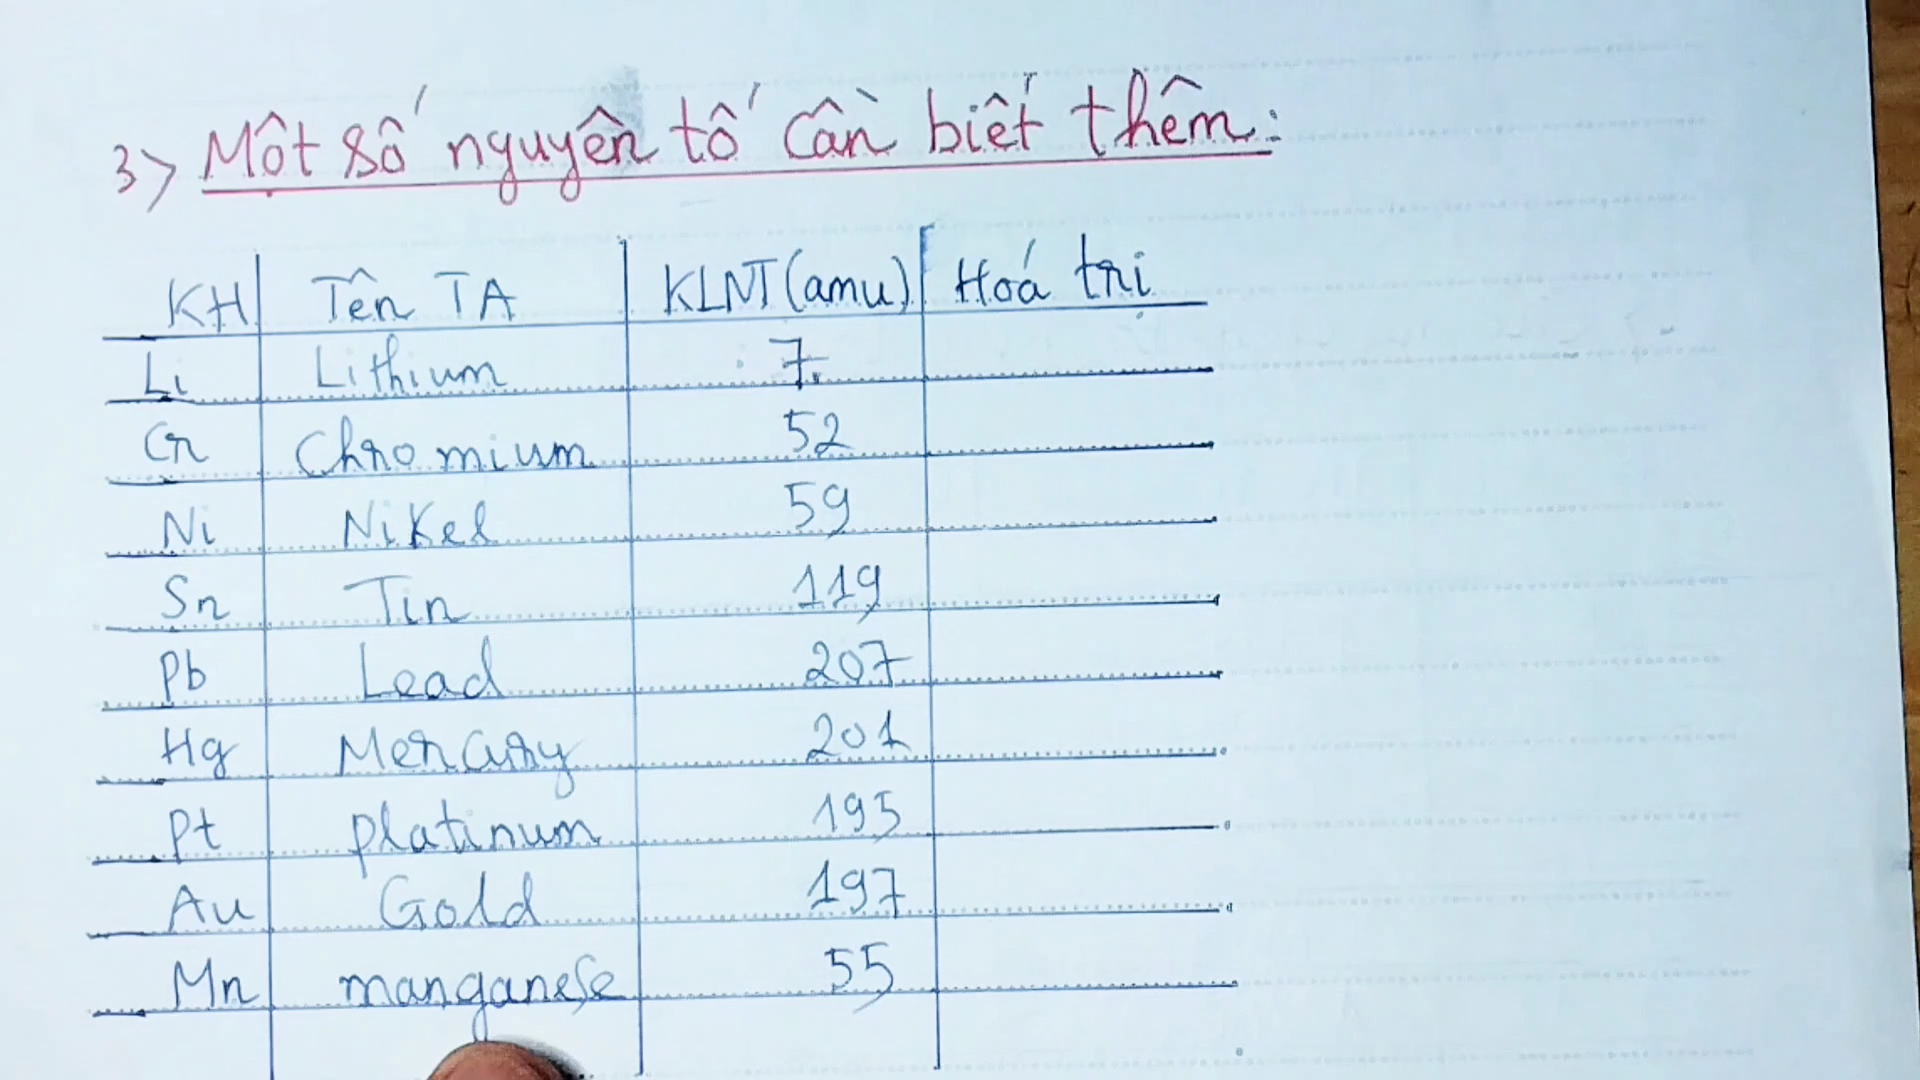 3> Một số nguyên tố cần biết thêm:
KH Tên TA KLNT (amu) Hoá trị
Li Lithium 7
Cr Chromium 52
Ni Nikel 59
Sn Tin 119
Pb Lead 207
Hg Mercury 201
Pt platinum 195
Au Gold 197
Mn manganese 55